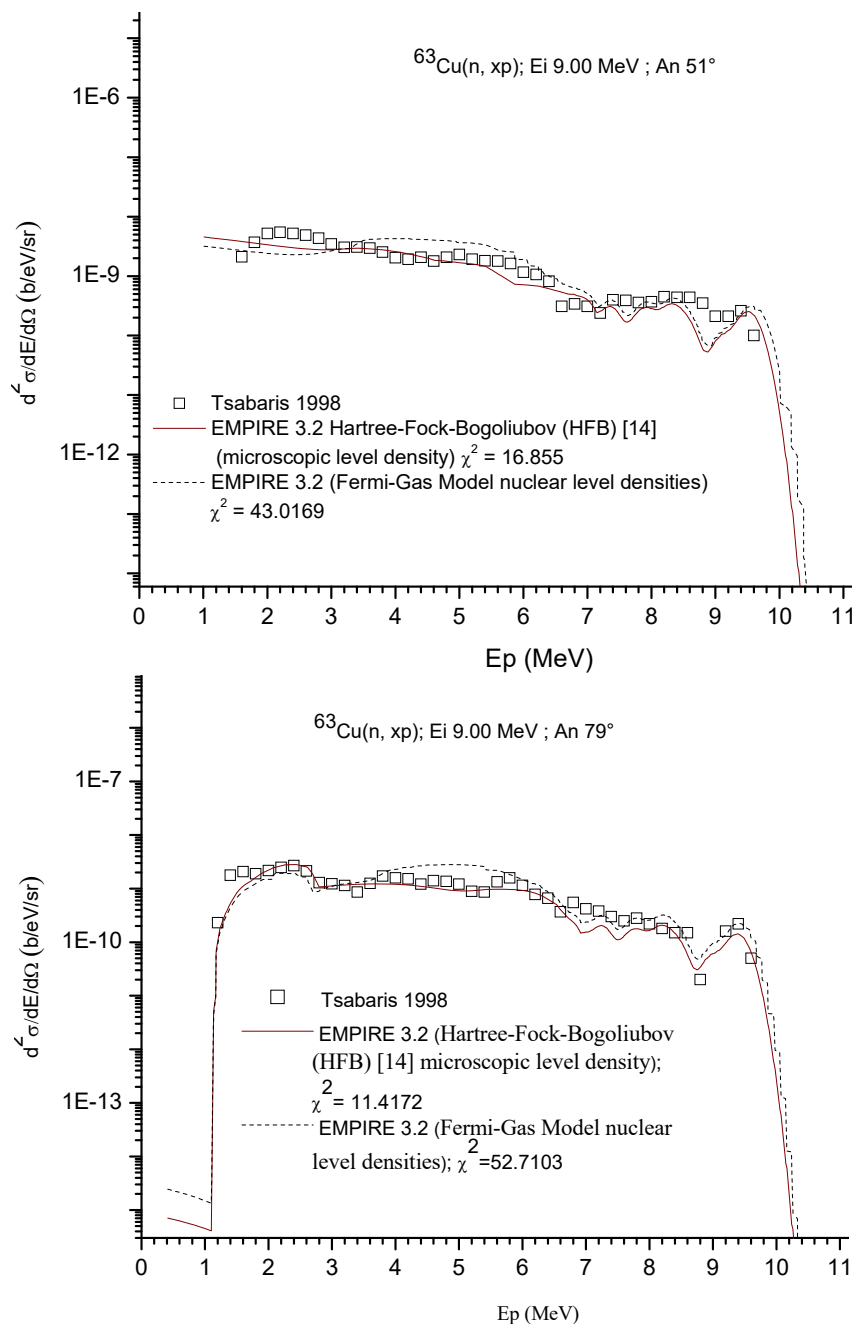 63Cu(n, xp); Ei 9.00 MeV ; An 51°
1E-6
1E-9
1E-12
d2 σ/dE/dΩ (b/eV/sr)
Tsabaris 1998
EMPIRE 3.2 Hartree-Fock-Bogoliubov (HFB) [14]
(microscopic level density) χ2 = 16.855
EMPIRE 3.2 (Fermi-Gas Model nuclear level densities)
χ2 = 43.0169
0 1 2 3 4 5 6 7 8 9 10 11
Ep (MeV)
63Cu(n, xp); Ei 9.00 MeV ; An 79°
1E-7
1E-10
1E-13
d2 σ/dE/dΩ (b/eV/sr)
Tsabaris 1998
EMPIRE 3.2 (Hartree-Fock-Bogoliubov
(HFB) [14] microscopic level density);
χ2 = 11.4172
EMPIRE 3.2 (Fermi-Gas Model nuclear
level densities); χ2=52.7103
0 1 2 3 4 5 6 7 8 9 10 11
Ep (MeV)